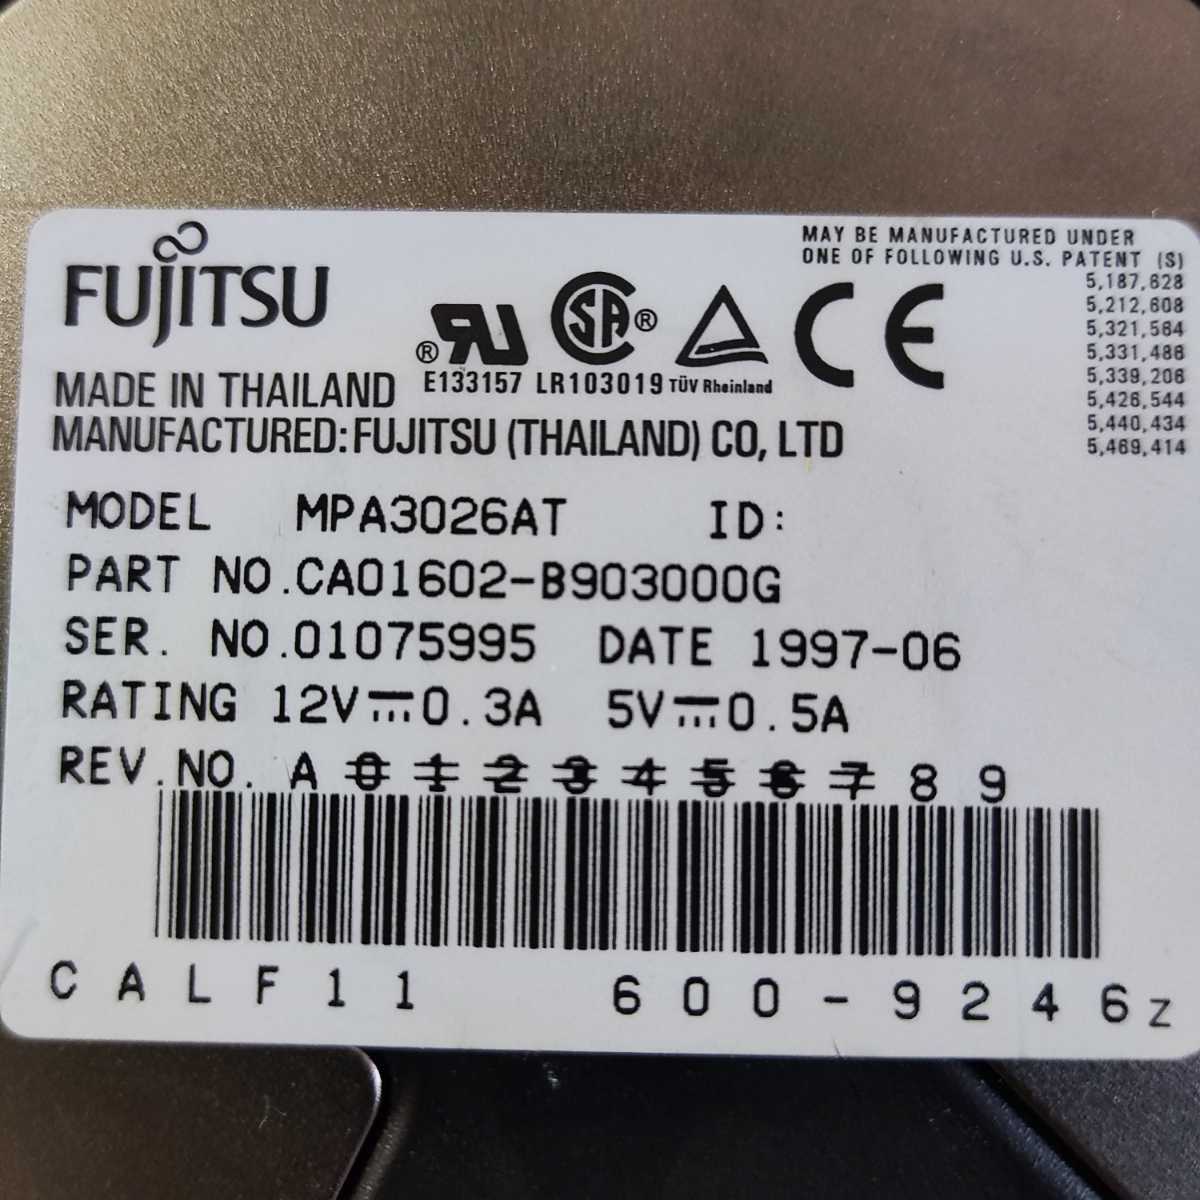 FUJITSU
MAY BE MANUFACTURED UNDER
ONE OF FOLLOWING U.S. PATENT (S)
5,187,628
5,212,608
5,321,564
5,331,488
5,339,206
5,426,544
5,440,434
5,469,414
® RU SA ® CE
E133157 LR103019 TÜV Rheinland
MADE IN THAILAND
MANUFACTURED: FUJITSU (THAILAND) CO, LTD
MODEL MPA3026AT ID:
PART NO.CA01602-B903000G
SER. NO.01075995 DATE 1997-06
RATING 12V⎓0.3A 5V⎓0.5A
REV.NO. A 0 1 2 3 4 5 6 7 8 9
CALF11 600-9246Z